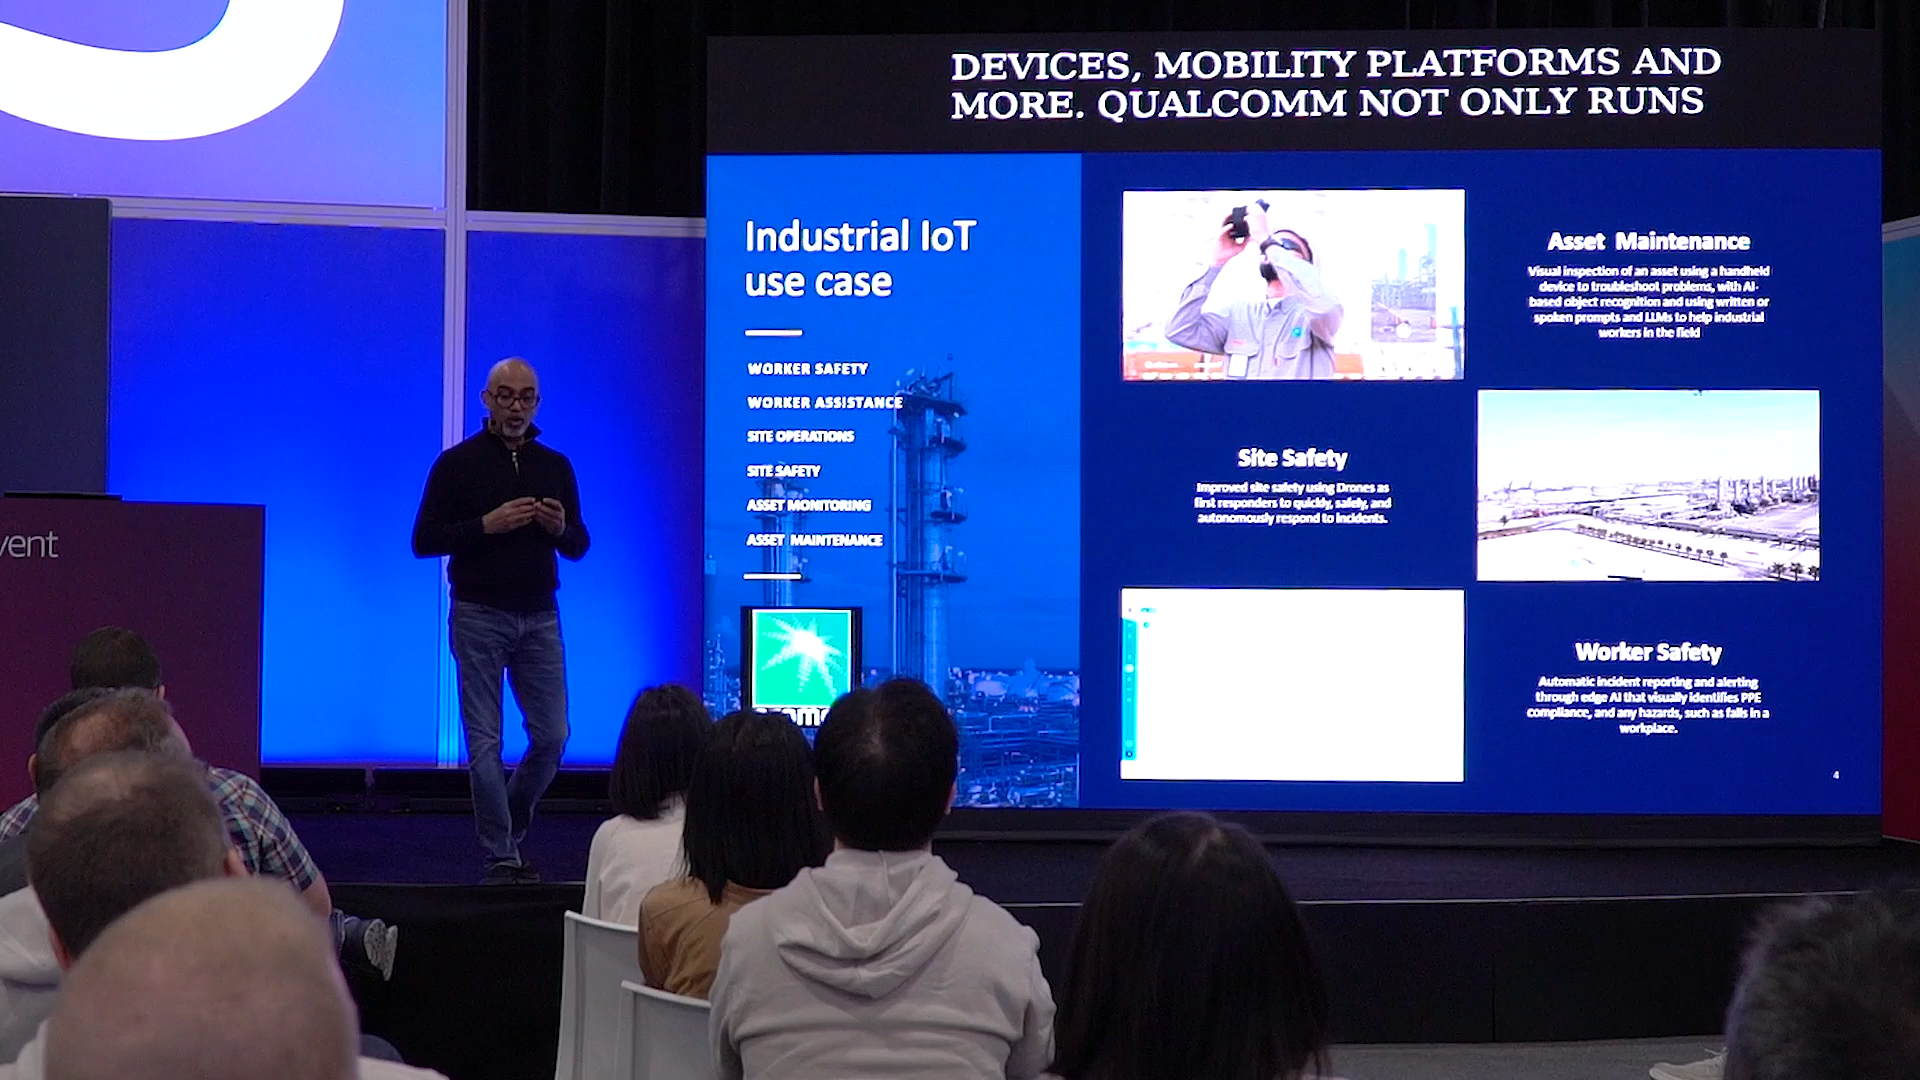 DEVICES, MOBILITY PLATFORMS AND
MORE. QUALCOMM NOT ONLY RUNS
Industrial IoT
use case
WORKER SAFETY
WORKER ASSISTANCE
SITE OPERATIONS
SITE SAFETY
ASSET MONITORING
ASSET MAINTENANCE
Asset Maintenance
Visual inspection of an asset using a handheld
device to troubleshoot problems, with AI-
based object recognition and using written or
spoken prompts and LLMs to help industrial
workers in the field
Site Safety
Improved site safety using Drones as
first responders to quickly, safely, and
autonomously respond to incidents.
Worker Safety
Automatic incident reporting and alerting
through edge AI that visually identifies PPE
compliance, and any hazards, such as falls in a
workplace.
4
vent